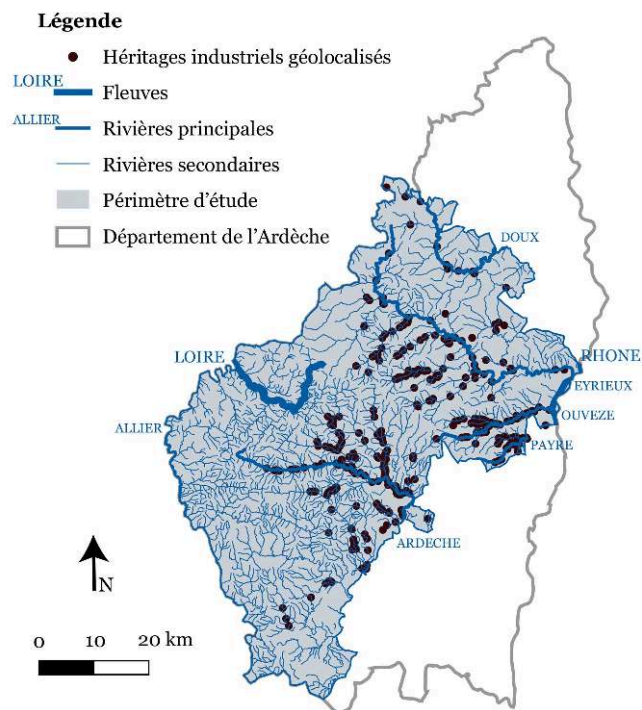 Légende
Héritages industriels géolocalisés
LOIRE
Fleuves
ALLIER
Rivières principales
Rivières secondaires
Périmètre d'étude
Département de l'Ardèche
DOUX
LOIRE
RHONE
EYRIEUX
OUVEZE
ALLIER
PAYRE
ARDECHE
N
0 10 20 km